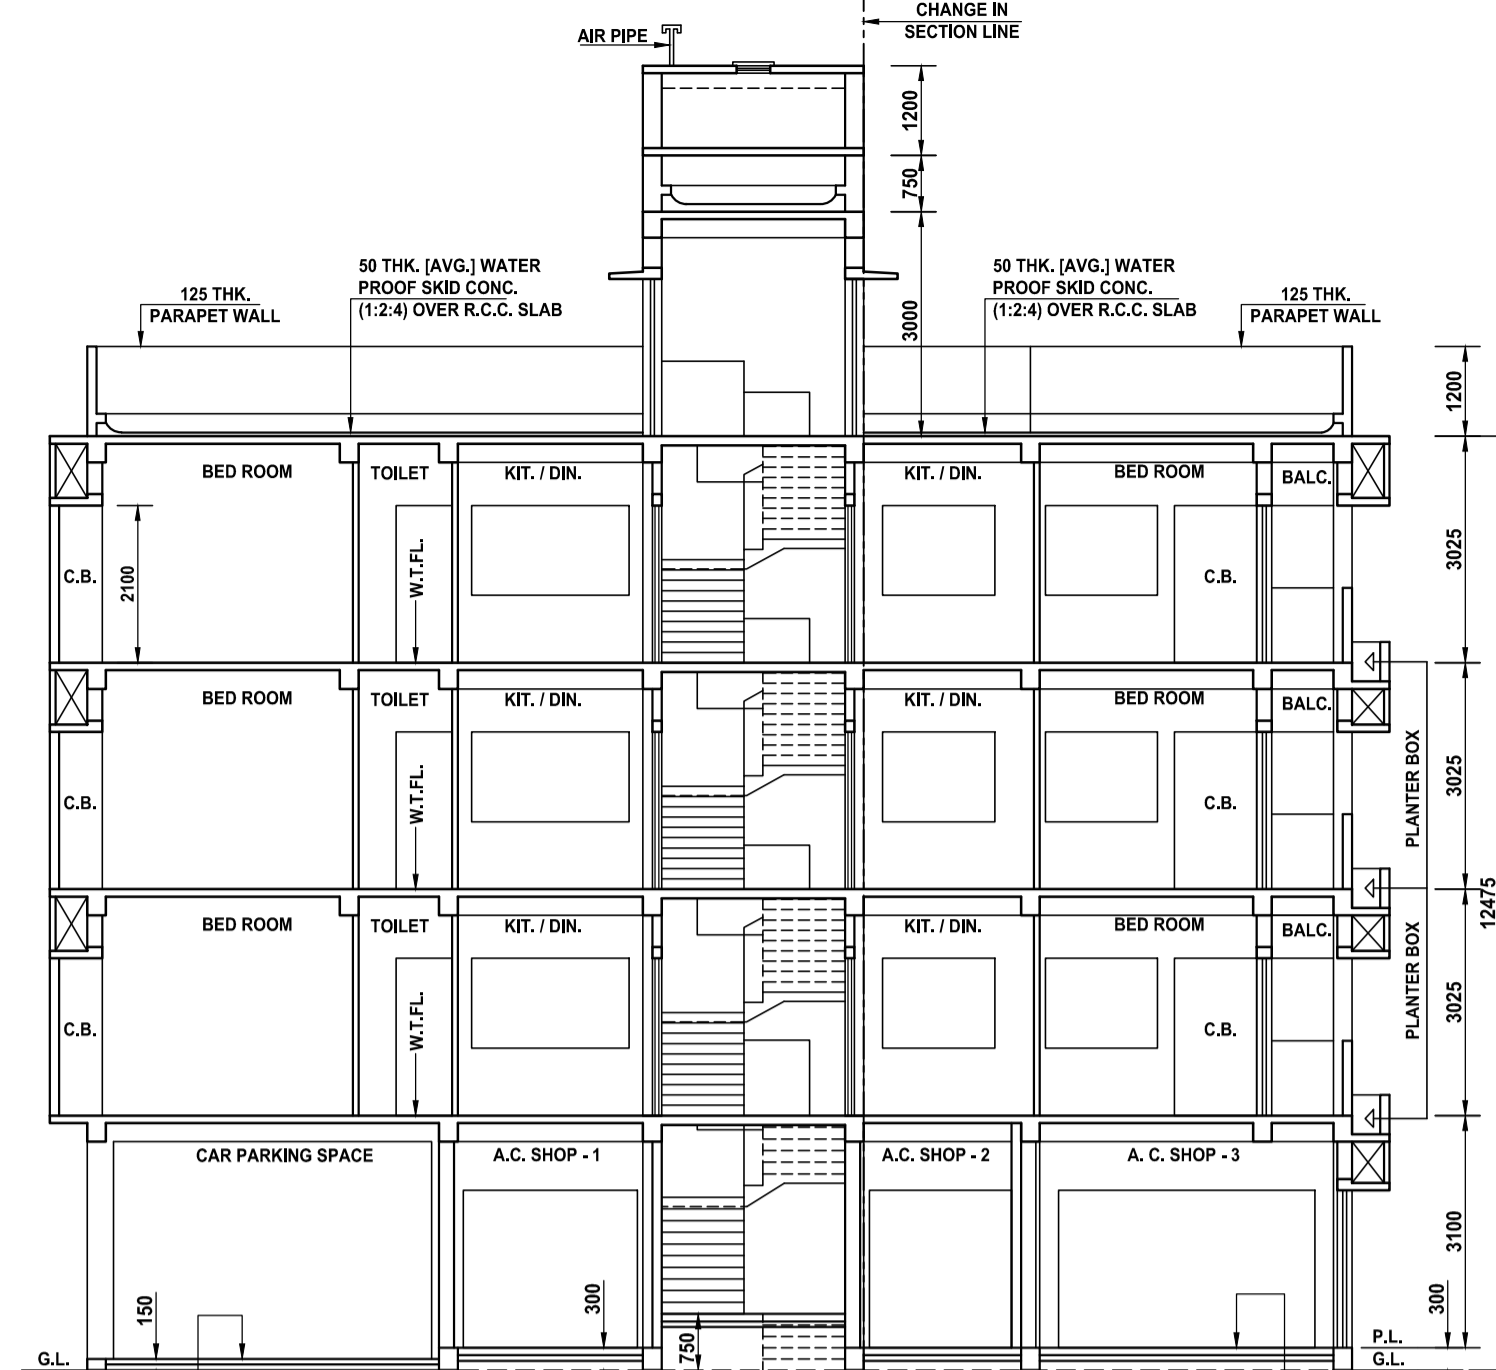 CHANGE IN
SECTION LINE
AIR PIPE
1200
750
3000
50 THK. [AVG.] WATER
PROOF SKID CONC.
(1:2:4) OVER R.C.C. SLAB
50 THK. [AVG.] WATER
PROOF SKID CONC.
(1:2:4) OVER R.C.C. SLAB
125 THK.
PARAPET WALL
125 THK.
PARAPET WALL
1200
BED ROOM
TOILET
KIT. / DIN.
KIT. / DIN.
BED ROOM
BALC.
C.B.
2100
W.T.FL.
C.B.
3025
BED ROOM
TOILET
KIT. / DIN.
KIT. / DIN.
BED ROOM
BALC.
C.B.
W.T.FL.
C.B.
PLANTER BOX
3025
12475
BED ROOM
TOILET
KIT. / DIN.
KIT. / DIN.
BED ROOM
BALC.
C.B.
W.T.FL.
C.B.
PLANTER BOX
3025
CAR PARKING SPACE
A.C. SHOP - 1
A.C. SHOP - 2
A. C. SHOP - 3
3100
150
300
750
300
P.L.
G.L.
G.L.